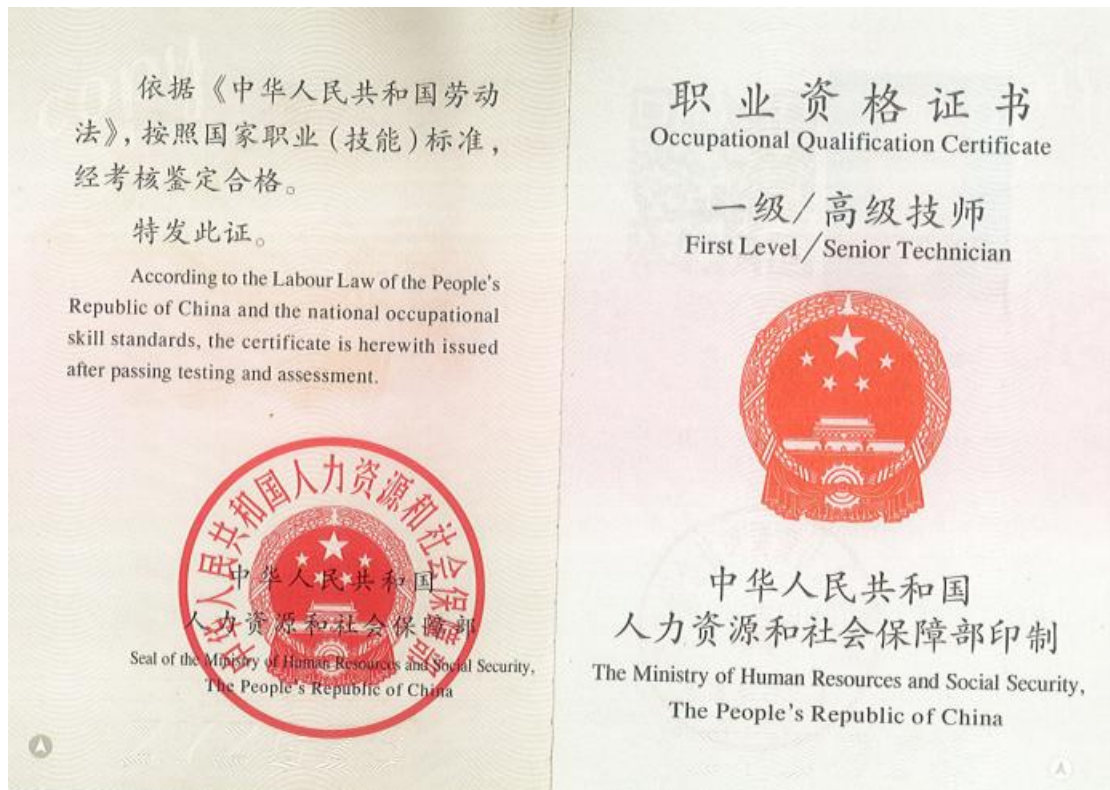 依据《中华人民共和国劳动
法》，按照国家职业（技能）标准，
经考核鉴定合格。
特发此证。
According to the Labour Law of the People's
Republic of China and the national occupational
skill standards, the certificate is herewith issued
after passing testing and assessment.
中华人民共和国人力资源和社会保障部
中华人民共和国
人力资源和社会保障部
Seal of the Ministry of Human Resources and Social Security,
The People's Republic of China
职业资格证书
Occupational Qualification Certificate
一级/高级技师
First Level/Senior Technician
中华人民共和国
人力资源和社会保障部印制
The Ministry of Human Resources and Social Security,
The People's Republic of China